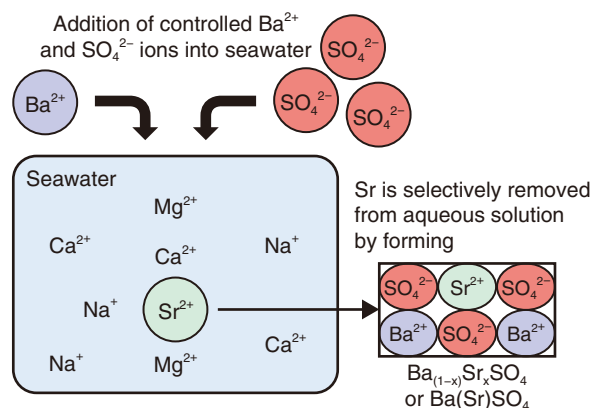 Addition of controlled Ba²⁺
and SO₄²⁻ ions into seawater
SO₄²⁻
Ba²⁺
SO₄²⁻
SO₄²⁻
Seawater
Mg²⁺
Ca²⁺
Ca²⁺
Na⁺
Na⁺
Sr²⁺
Na⁺
Mg²⁺
Ca²⁺
Sr is selectively removed
from aqueous solution
by forming
SO₄²⁻ Sr²⁺ SO₄²⁻
Ba²⁺ SO₄²⁻ Ba²⁺
Ba₍₁₋ₓ₎SrₓSO₄
or Ba(Sr)SO₄